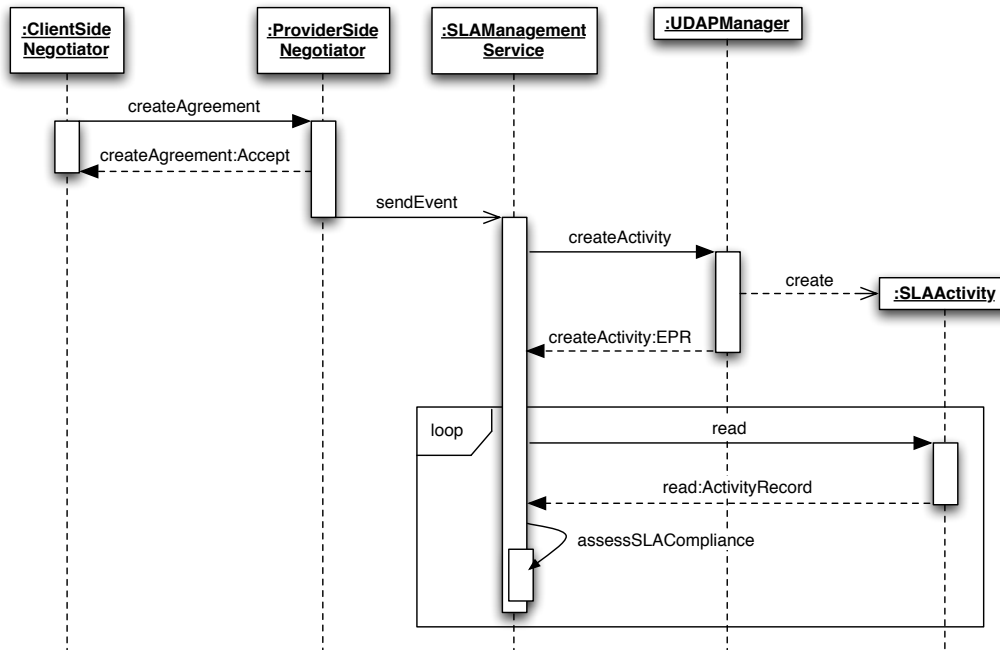 :ClientSide
Negotiator
:ProviderSide
Negotiator
:SLAManagement
Service
:UDAPManager
createAgreement
createAgreement:Accept
sendEvent
createActivity
create
:SLAActivity
createActivity:EPR
loop
read
read:ActivityRecord
assessSLACompliance